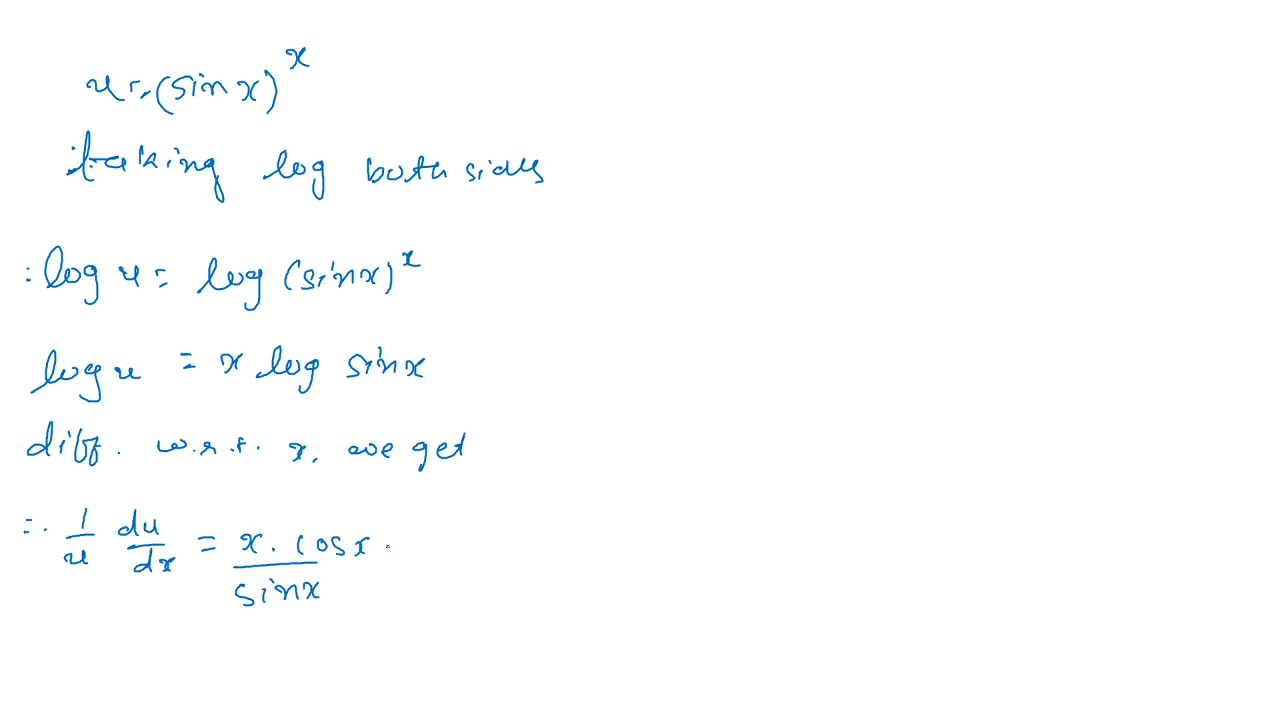 u = (sin x)^x
taking log both sides
: log u = log (sin x)^x
log u = x log sin x
diff. w.r.t. x, we get
=. 1/u du/dx = x. cos x . / sin x